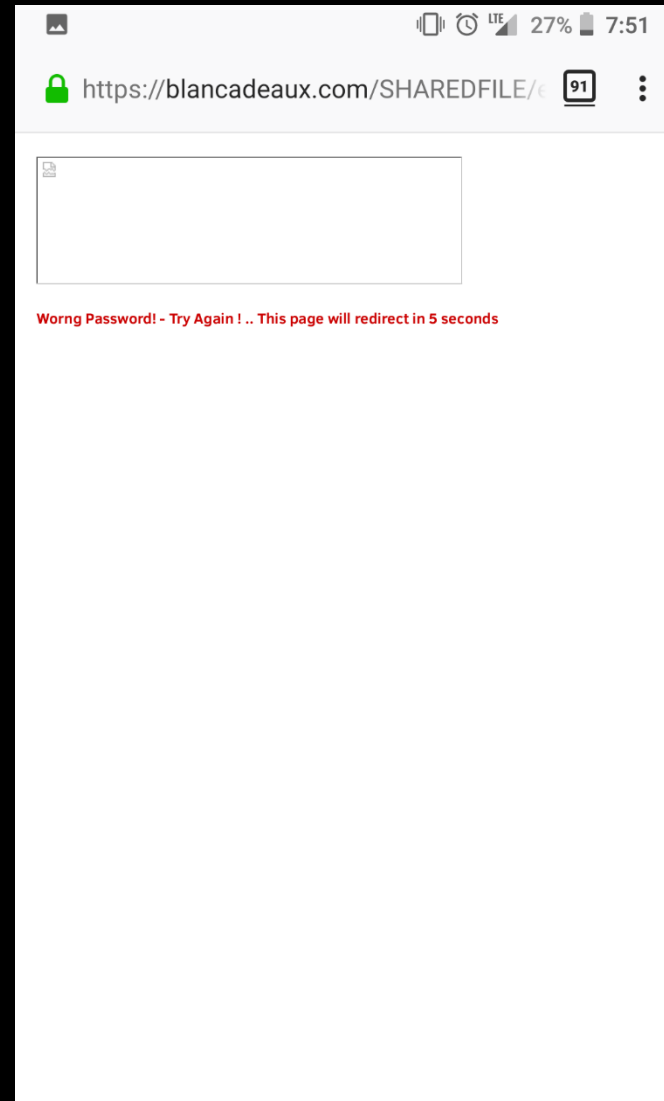 LTE 27% 7:51
https://blancadeaux.com/SHAREDFILE/ 91
Worng Password! - Try Again ! .. This page will redirect in 5 seconds